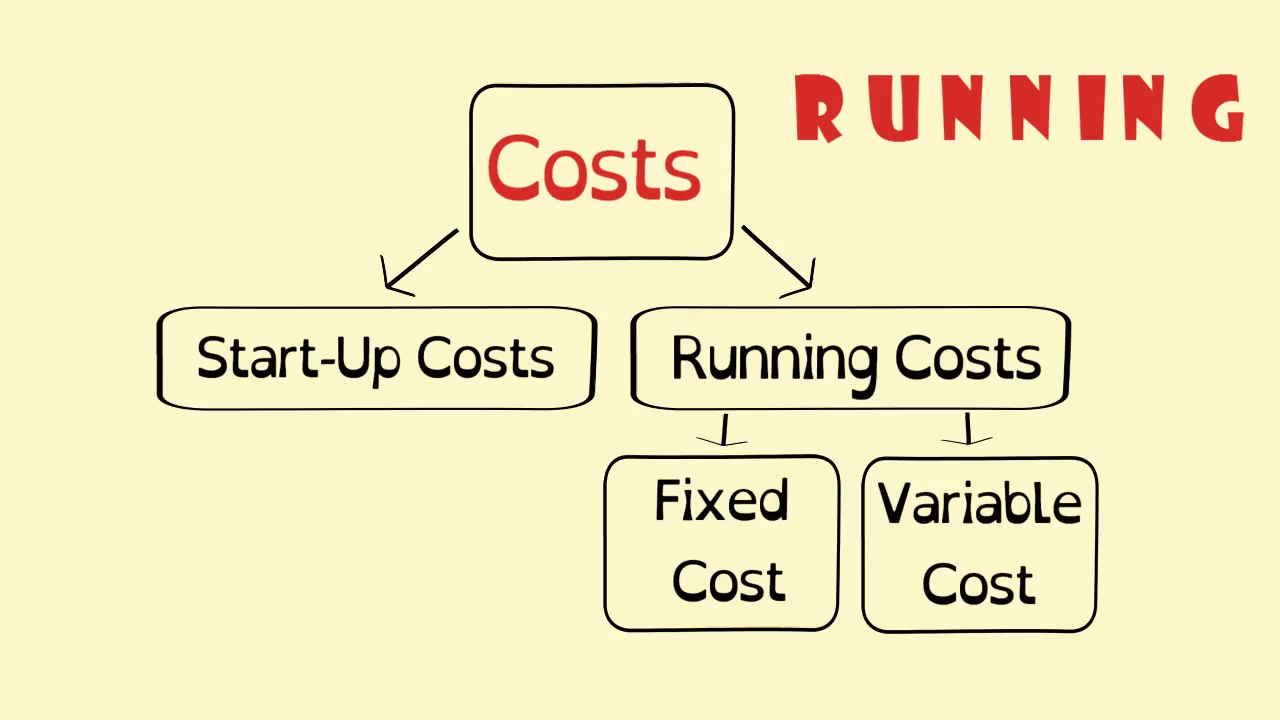 RUNNING
Costs
Start-Up Costs
Running Costs
Fixed
Cost
Variable
Cost